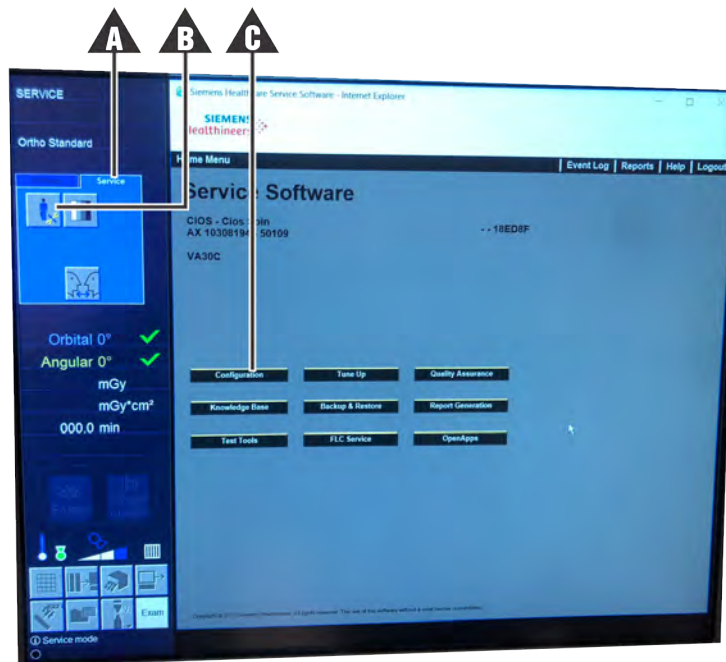 A B C
SERVICE
Ortho Standard
Service
Orbital 0°
Angular 0°
mGy
mGy*cm²
000.0 min
Exam
Service mode
Siemens Healthcare Service Software - Internet Explorer
SIEMENS
Healthineers
Home Menu
Event Log | Reports | Help | Logout
Service Software
CIOS - Cios Spin
- - 18ED8F
VA30C
Configuration Tune Up Quality Assurance
Knowledge Base Backup & Restore Report Generation
Test Tools FLC Service OpenApps